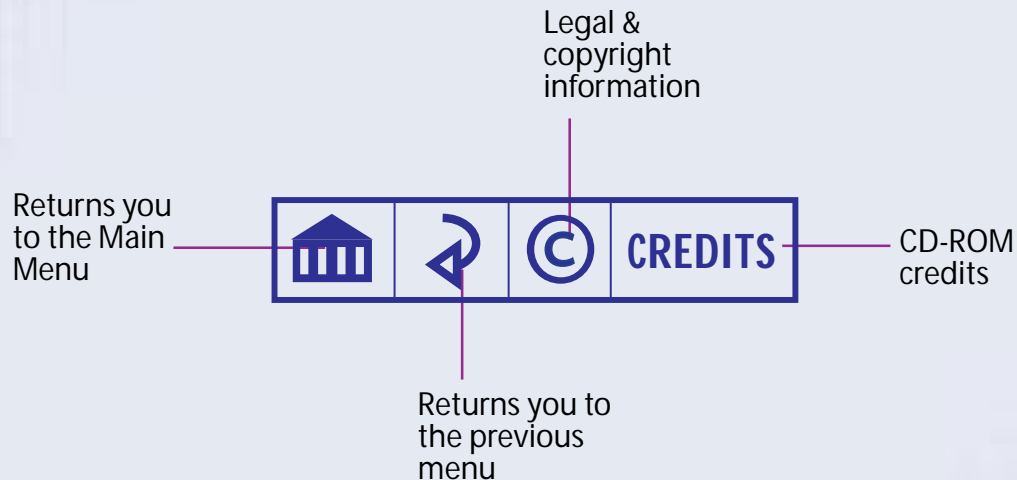 Legal &
copyright
information
Returns you
to the Main
Menu
©
CREDITS
CD-ROM
credits
Returns you to
the previous
menu